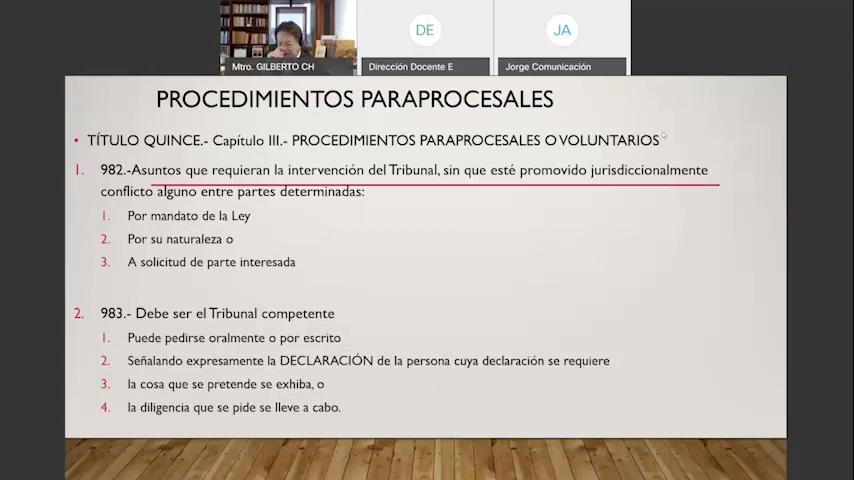 DE
JA
Mtro. GILBERTO CH
Dirección Docente E
Jorge Comunicación
PROCEDIMIENTOS PARAPROCESALES
• TÍTULO QUINCE.- Capítulo III.- PROCEDIMIENTOS PARAPROCESALES O VOLUNTARIOS
1. 982.-Asuntos que requieran la intervención del Tribunal, sin que esté promovido jurisdiccionalmente
conflicto alguno entre partes determinadas:
1. Por mandato de la Ley
2. Por su naturaleza o
3. A solicitud de parte interesada
2. 983.- Debe ser el Tribunal competente
1. Puede pedirse oralmente o por escrito
2. Señalando expresamente la DECLARACIÓN de la persona cuya declaración se requiere
3. la cosa que se pretende se exhiba, o
4. la diligencia que se pide se lleve a cabo.